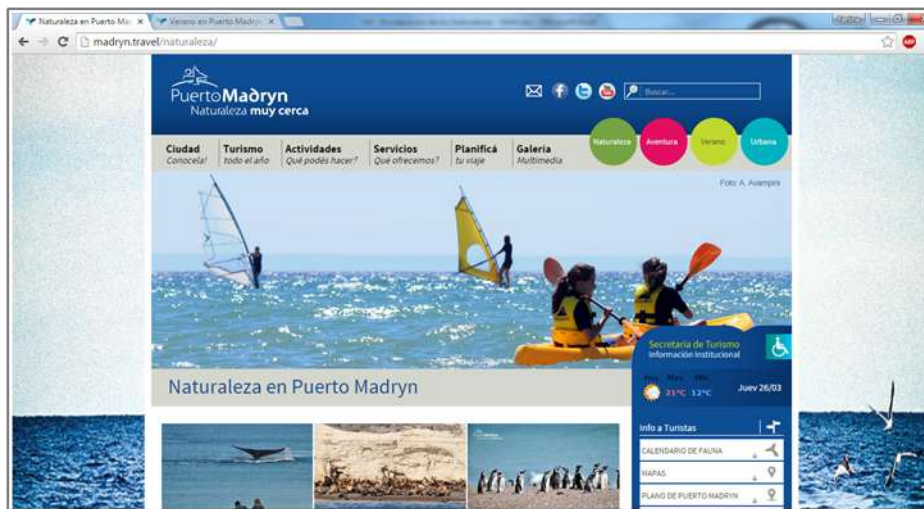 Naturaleza en Puerto Ma
Verano en Puerto Madry
madryn.travel/naturaleza/
ABP
PuertoMaðryn
Naturaleza muy cerca
Buscar...
Ciudad
Conocela!
Turismo
todo el año
Actividades
Qué podés hacer?
Servicios
Qué ofrecemos?
Planificá
tu viaje
Galería
Multimedia
Naturaleza
Aventura
Verano
Urbana
Foto: A. Avampini
Secretaría de Turismo
Información Institucional
Naturaleza en Puerto Madryn
Hoy Max Min
21°C 12°C
Juev 26/03
Info a Turistas
CALENDARIO DE FAUNA
MAPAS
PLANO DE PUERTO MADRYN